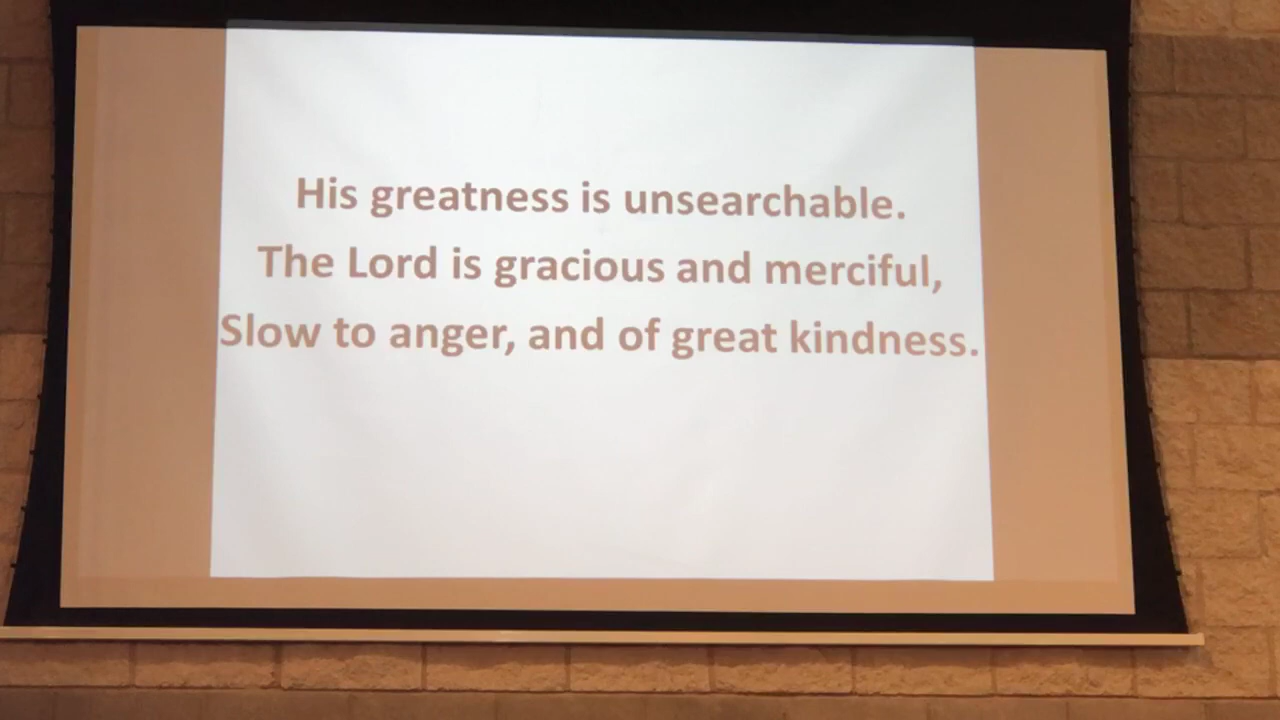 His greatness is unsearchable.
The Lord is gracious and merciful,
Slow to anger, and of great kindness.